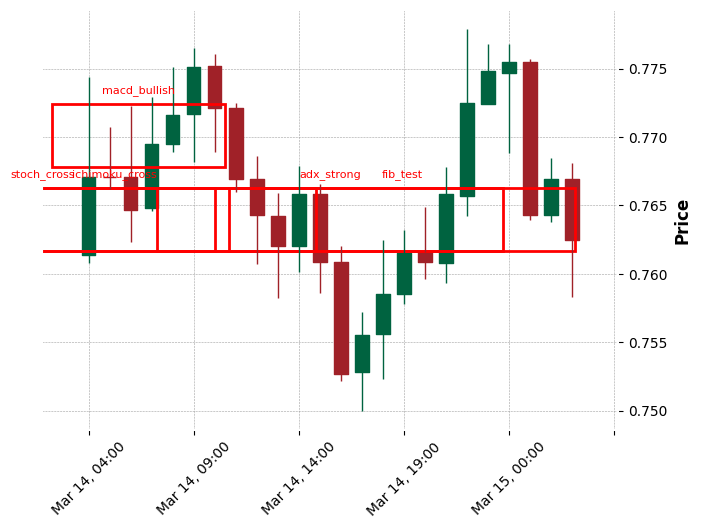 macd_bullish
stoch_cross
ichimoku_cross
adx_strong
fib_test
0.775
0.770
0.765
0.760
0.755
0.750
Price
Mar 14, 04:00
Mar 14, 09:00
Mar 14, 14:00
Mar 14, 19:00
Mar 15, 00:00